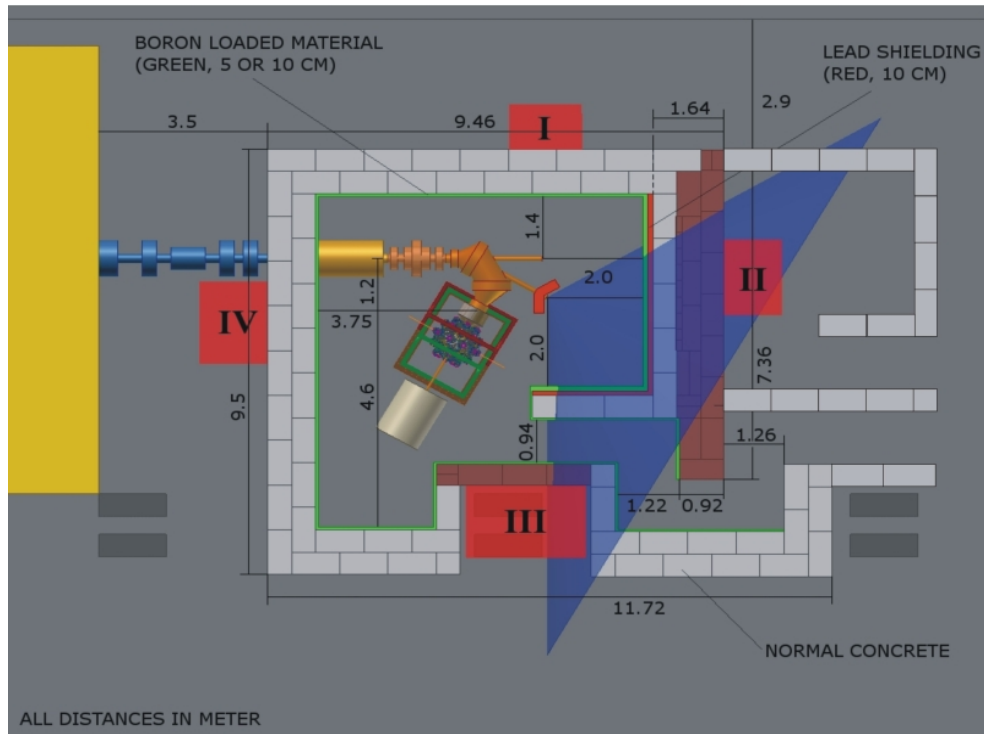 BORON LOADED MATERIAL
(GREEN, 5 OR 10 CM)
LEAD SHIELDING
(RED, 10 CM)
2.9
3.5
9.46
1.64
I
1.4
2.0
II
1.2
IV
3.75
2.0
7.36
4.6
9.5
0.94
1.26
III
1.22
0.92
11.72
NORMAL CONCRETE
ALL DISTANCES IN METER